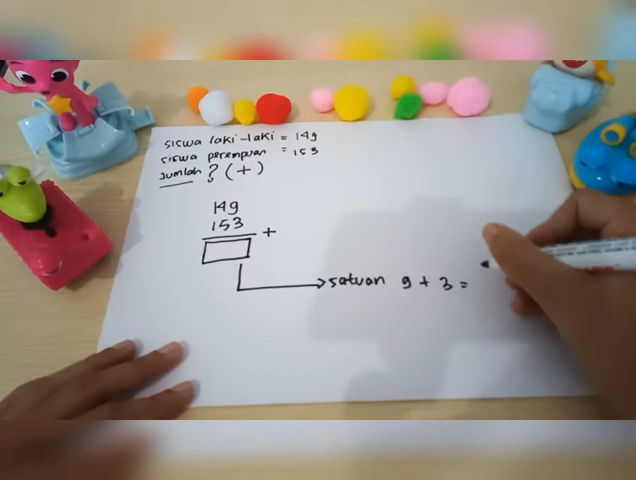 siswa laki-laki = 149
siswa perempuan = 153
Jumlah ? (+)
149
153 +
satuan 9 + 3 =